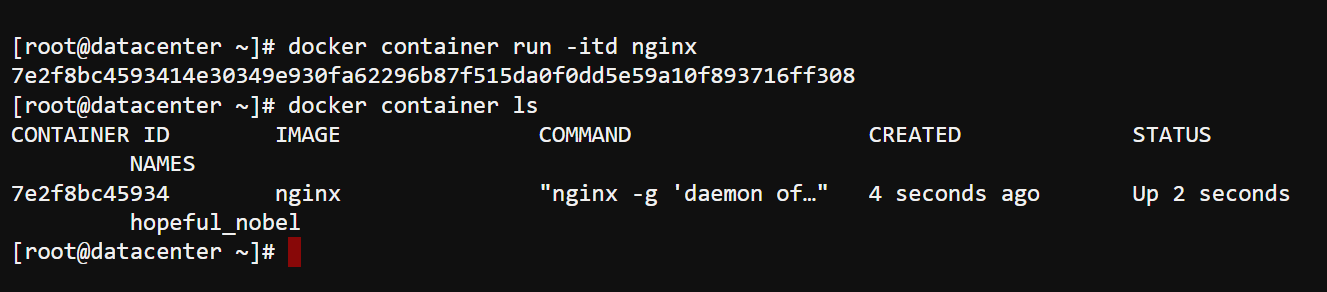 [root@datacenter ~]# docker container run -itd nginx
7e2f8bc4593414e30349e930fa62296b87f515da0f0dd5e59a10f893716ff308
[root@datacenter ~]# docker container ls
CONTAINER ID        IMAGE               COMMAND                  CREATED             STATUS
         NAMES
7e2f8bc45934        nginx               "nginx -g 'daemon of…"   4 seconds ago       Up 2 seconds
         hopeful_nobel
[root@datacenter ~]#